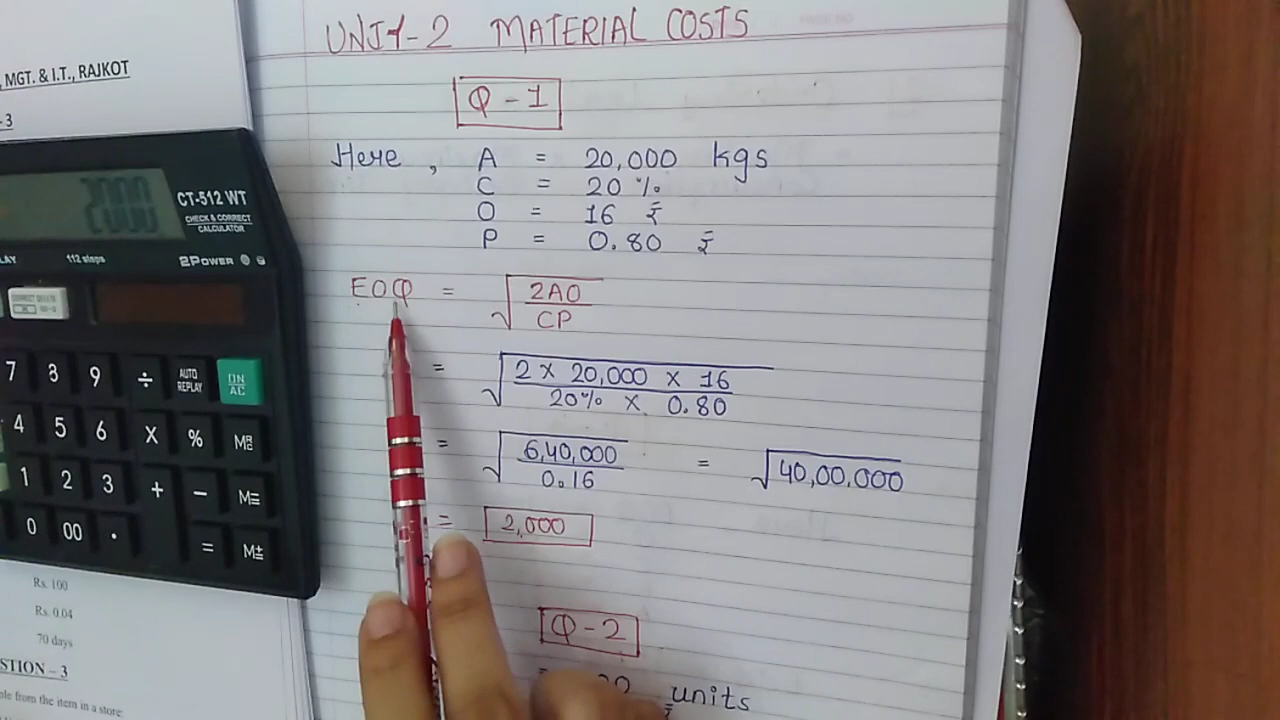 UNIT-2 MATERIAL COSTS
Q - 1
Here , A = 20,000 kgs
C = 20 %
O = 16 ₹
P = 0.80 ₹
EOQ = √ 2AO
CP
= √ 2 X 20,000 X 16
20% X 0.80
= √ 6,40,000 = √ 40,00,000
0.16
= 2,000
Q - 2
units
, MGT. & I.T., RAJKOT
- 3
2000
CT-512 WT
CHECK & CORRECT
CALCULATOR
LAY 112 steps 2POWER
7 8 9 ÷ AUTO REPLAY ON/AC
4 5 6 X %
1 2 3 + - M=
0 00 . = M±
Rs. 100
Rs. 0.04
70 days
STION – 3
ple from the item in a store: